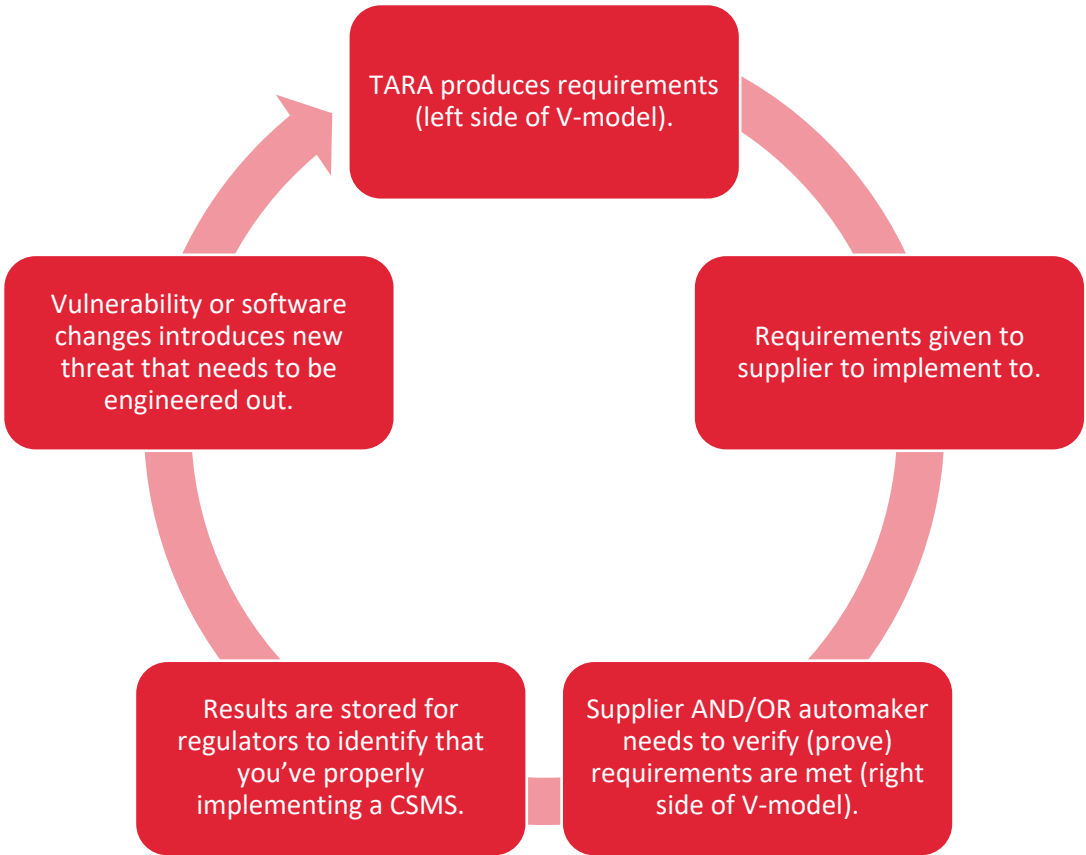 TARA produces requirements
(left side of V-model).
Requirements given to
supplier to implement to.
Supplier AND/OR automaker
needs to verify (prove)
requirements are met (right
side of V-model).
Results are stored for
regulators to identify that
you’ve properly
implementing a CSMS.
Vulnerability or software
changes introduces new
threat that needs to be
engineered out.